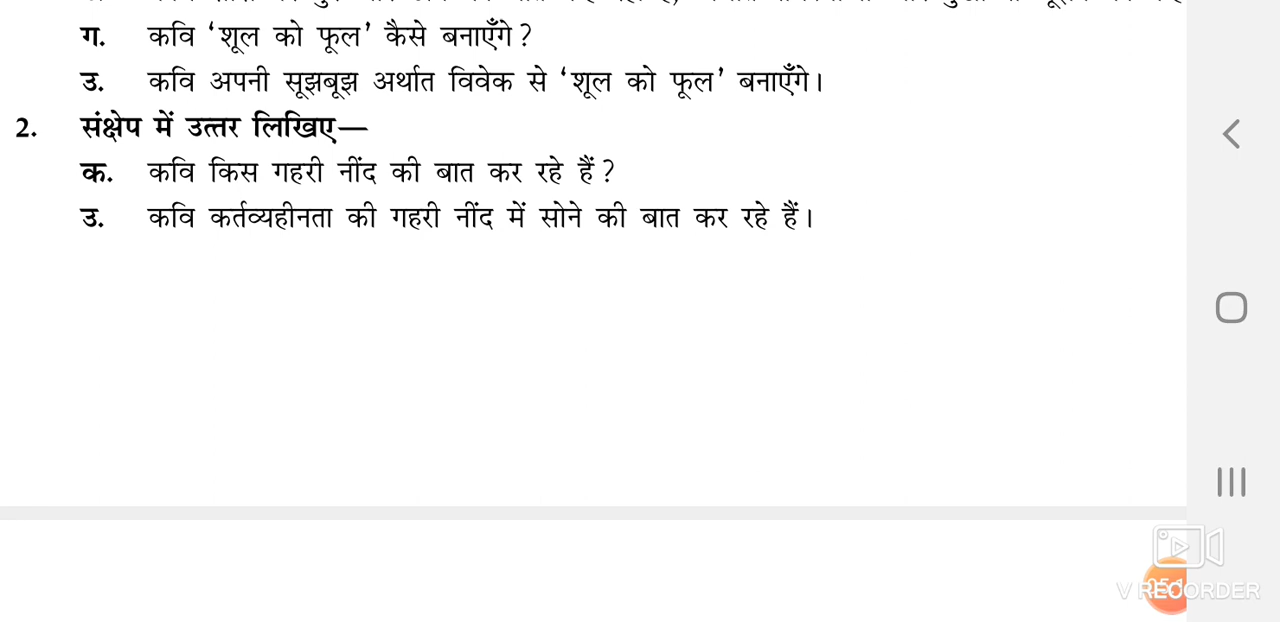 ग. कवि ‘शूल को फूल’ कैसे बनाएँगे?
उ. कवि अपनी सूझबूझ अर्थात विवेक से ‘शूल को फूल’ बनाएँगे।
2. संक्षेप में उत्तर लिखिए—
क. कवि किस गहरी नींद की बात कर रहे हैं?
उ. कवि कर्तव्यहीनता की गहरी नींद में सोने की बात कर रहे हैं।
V RECORDER